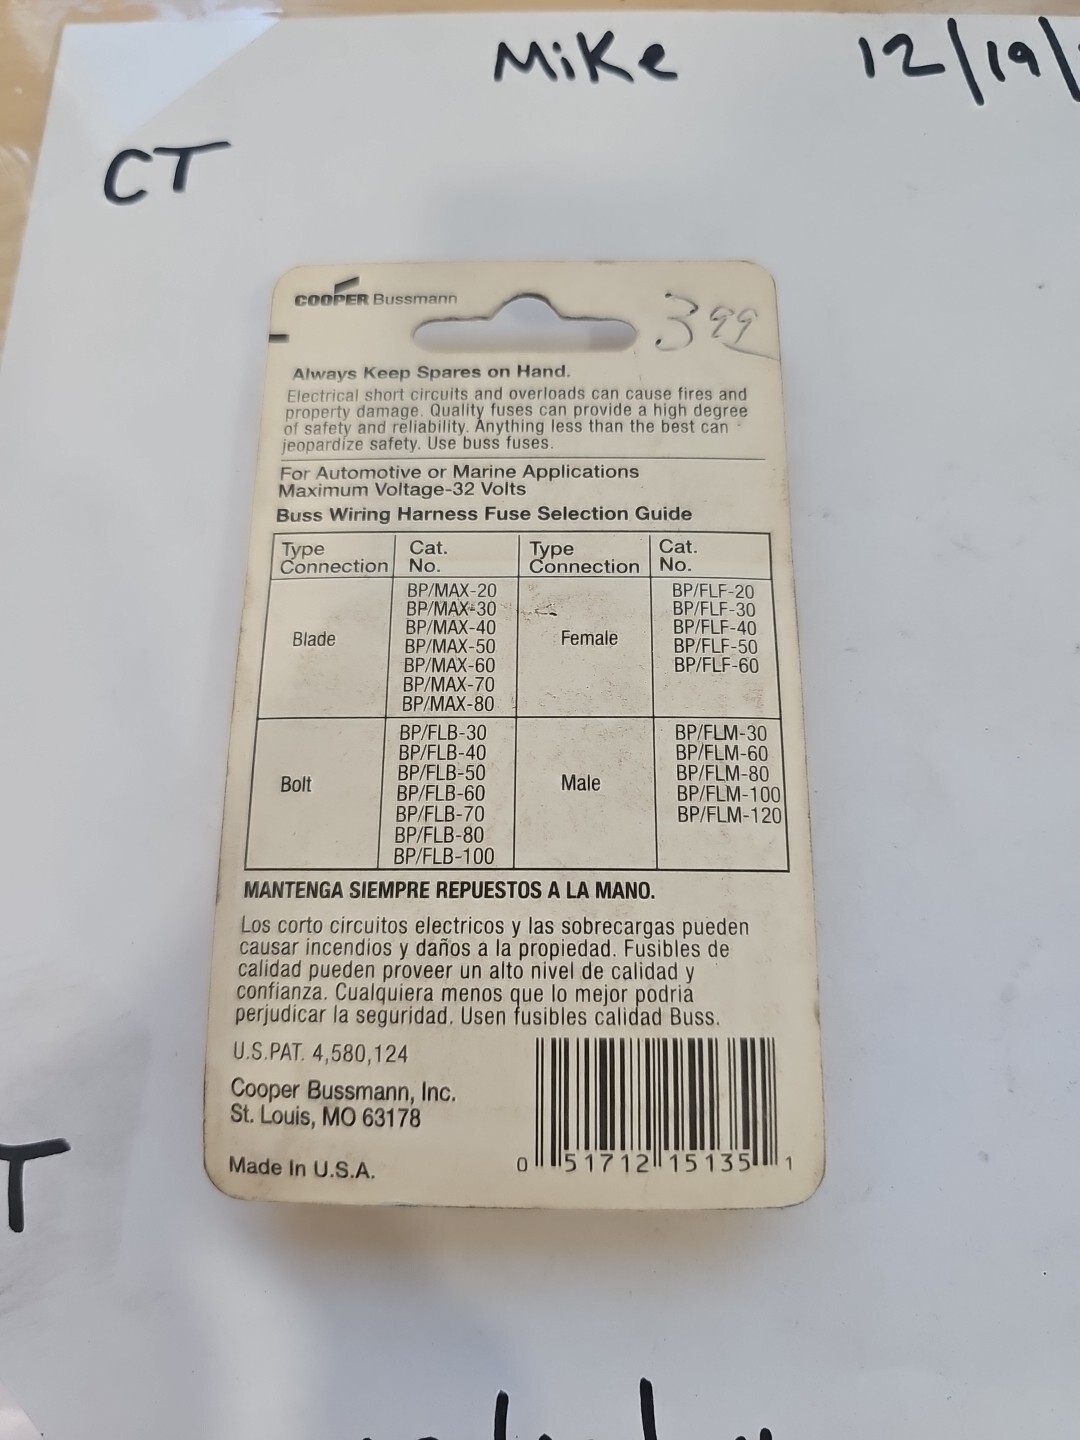 MiKe 12/19/
CT
COOPER Bussmann
399
Always Keep Spares on Hand.
Electrical short circuits and overloads can cause fires and
property damage. Quality fuses can provide a high degree
of safety and reliability. Anything less than the best can
jeopardize safety. Use buss fuses.
For Automotive or Marine Applications
Maximum Voltage-32 Volts
Buss Wiring Harness Fuse Selection Guide
Type Connection Cat. No. Type Connection Cat. No.
Blade
BP/MAX-20
BP/MAX-30
BP/MAX-40
BP/MAX-50
BP/MAX-60
BP/MAX-70
BP/MAX-80
Female
BP/FLF-20
BP/FLF-30
BP/FLF-40
BP/FLF-50
BP/FLF-60
Bolt
BP/FLB-30
BP/FLB-40
BP/FLB-50
BP/FLB-60
BP/FLB-70
BP/FLB-80
BP/FLB-100
Male
BP/FLM-30
BP/FLM-60
BP/FLM-80
BP/FLM-100
BP/FLM-120
MANTENGA SIEMPRE REPUESTOS A LA MANO.
Los corto circuitos electricos y las sobrecargas pueden
causar incendios y daños a la propiedad. Fusibles de
calidad pueden proveer un alto nivel de calidad y
confianza. Cualquiera menos que lo mejor podria
perjudicar la seguridad. Usen fusibles calidad Buss.
U.S.PAT. 4,580,124
Cooper Bussmann, Inc.
St. Louis, MO 63178
Made In U.S.A.
0 51712 15135 1
T